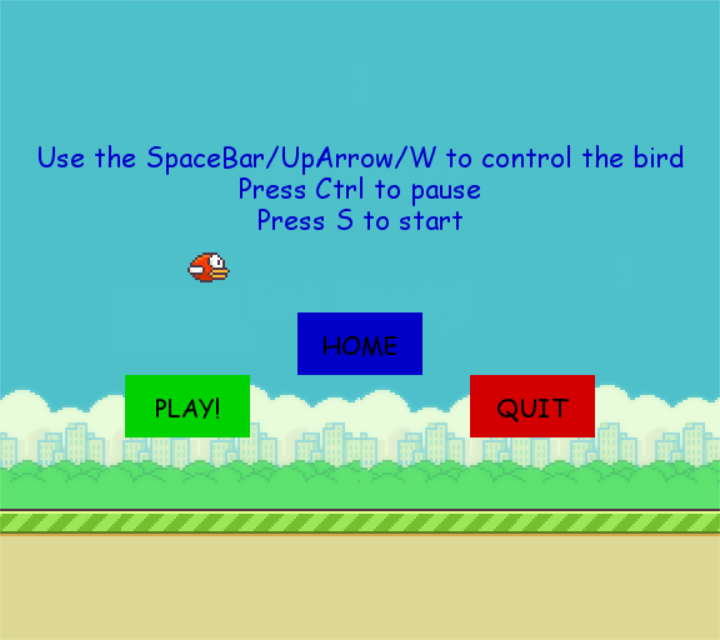 Use the SpaceBar/UpArrow/W to control the bird
Press Ctrl to pause
Press S to start
HOME
PLAY!
QUIT